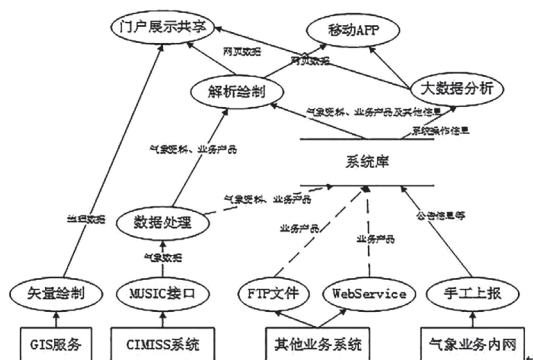 门户展示共享
移动APP
网页数据
网页数据
解析绘制
大数据分析
气象资料、业务产品及其他信息
系统操作信息
气象资料、业务产品
系统库
气象资料、业务产品
地理数据
数据处理
公告信息等
业务产品
业务产品
气象数据
矢量绘制
MUSIC接口
FTP文件
WebService
手工上报
GIS服务
CIMISS系统
其他业务系统
气象业务内网